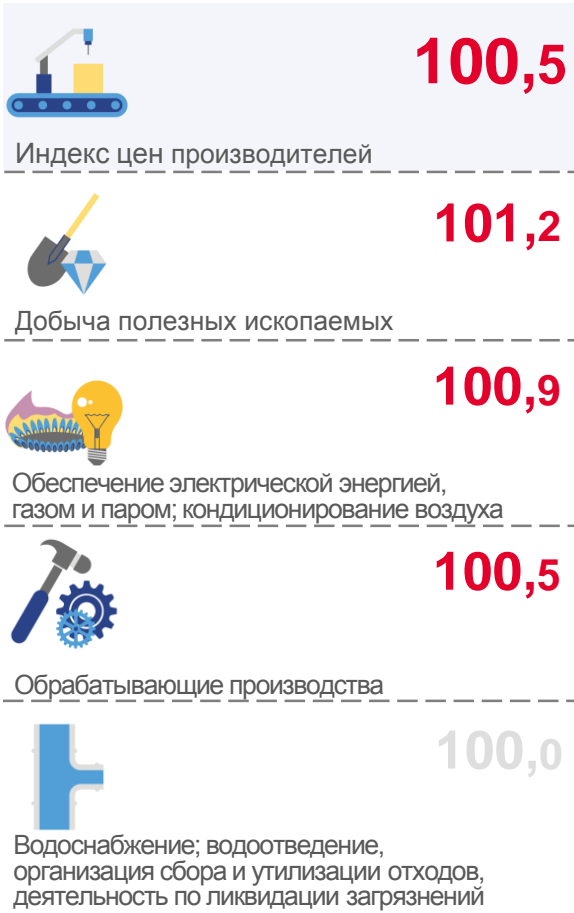 100,5
Индекс цен производителей
101,2
Добыча полезных ископаемых
100,9
Обеспечение электрической энергией,
газом и паром; кондиционирование воздуха
100,5
Обрабатывающие производства
100,0
Водоснабжение; водоотведение,
организация сбора и утилизации отходов,
деятельность по ликвидации загрязнений